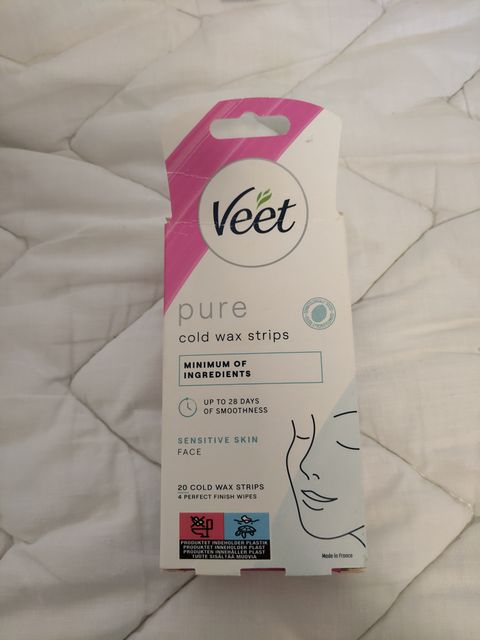 Veet
pure
cold wax strips
MINIMUM OF
INGREDIENTS
UP TO 28 DAYS
OF SMOOTHNESS
SENSITIVE SKIN
FACE
20 COLD WAX STRIPS
4 PERFECT FINISH WIPES
PRODUKTET INDEHOLDER PLASTIK
PRODUKTET INNEHOLDER PLAST
PRODUKTEN INNEHÅLLER PLAST
TUOTE SISÄLTÄÄ MUOVIA
Made in France